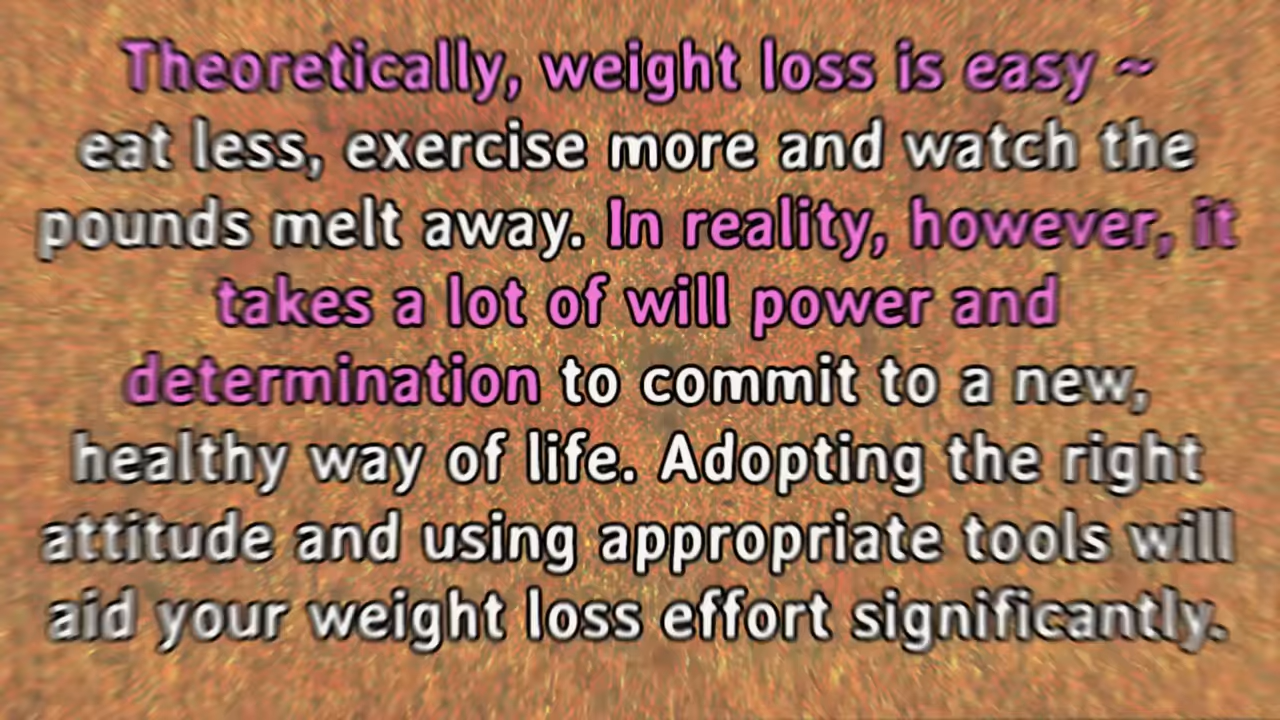 Theoretically, weight loss is easy ~
eat less, exercise more and watch the
pounds melt away. In reality, however, it
takes a lot of will power and
determination to commit to a new,
healthy way of life. Adopting the right
attitude and using appropriate tools will
aid your weight loss effort significantly.